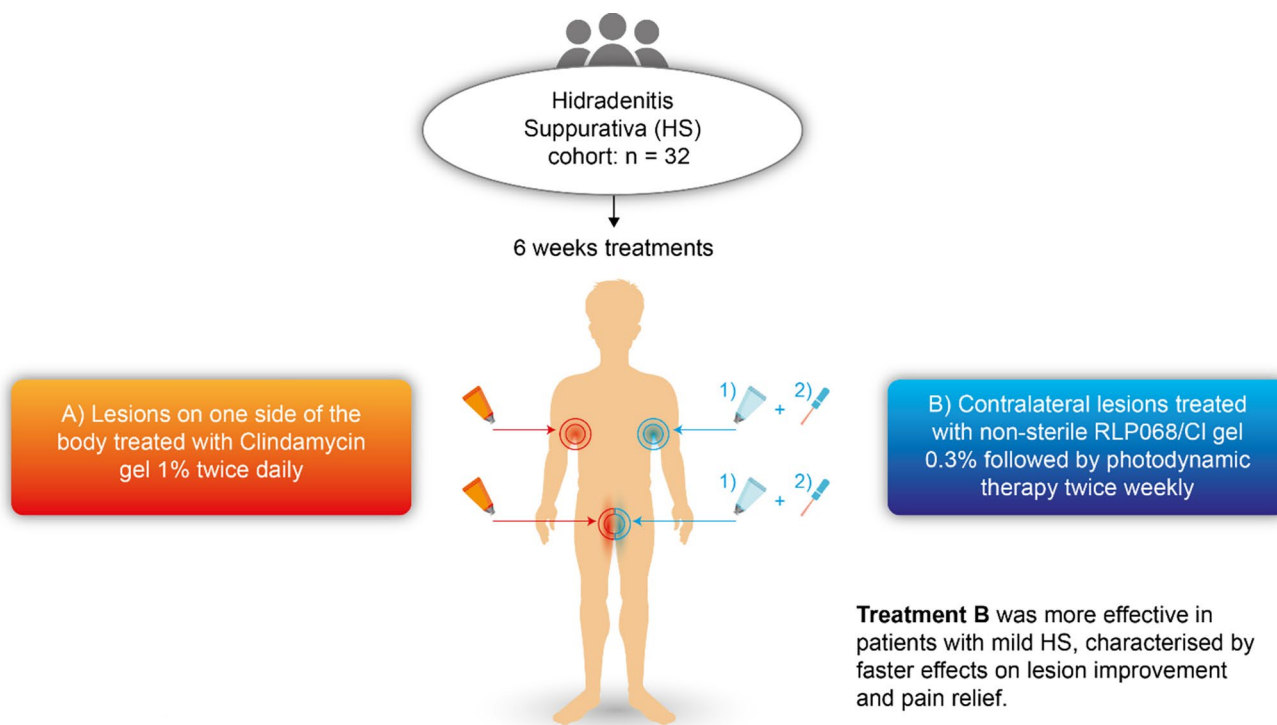 Hidradenitis
Suppurativa (HS)
cohort: n = 32
6 weeks treatments
A) Lesions on one side of the
body treated with Clindamycin
gel 1% twice daily
1)
+
2)
1)
+
2)
B) Contralateral lesions treated
with non-sterile RLP068/Cl gel
0.3% followed by photodynamic
therapy twice weekly
Treatment B was more effective in
patients with mild HS, characterised by
faster effects on lesion improvement
and pain relief.